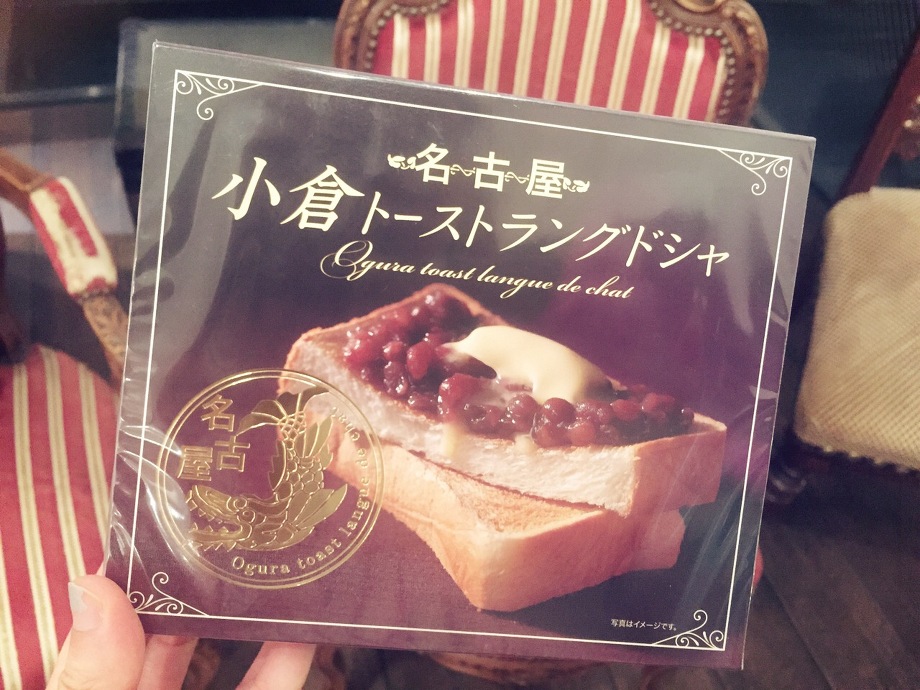 名古屋
小倉トーストラングドシャ
Ogura toast langue de chat
名古屋
Ogura toast langue de chat
写真はイメージです。